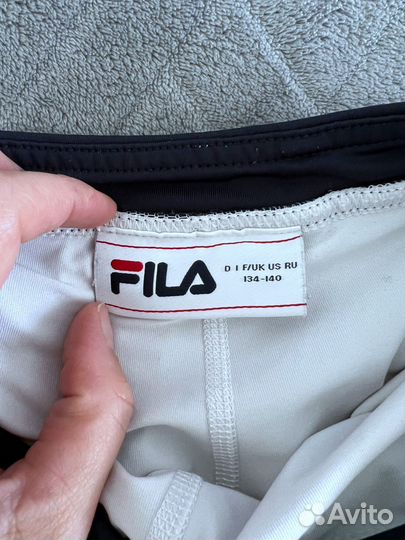 FILA
D I F/UK US RU
134-140
Avito